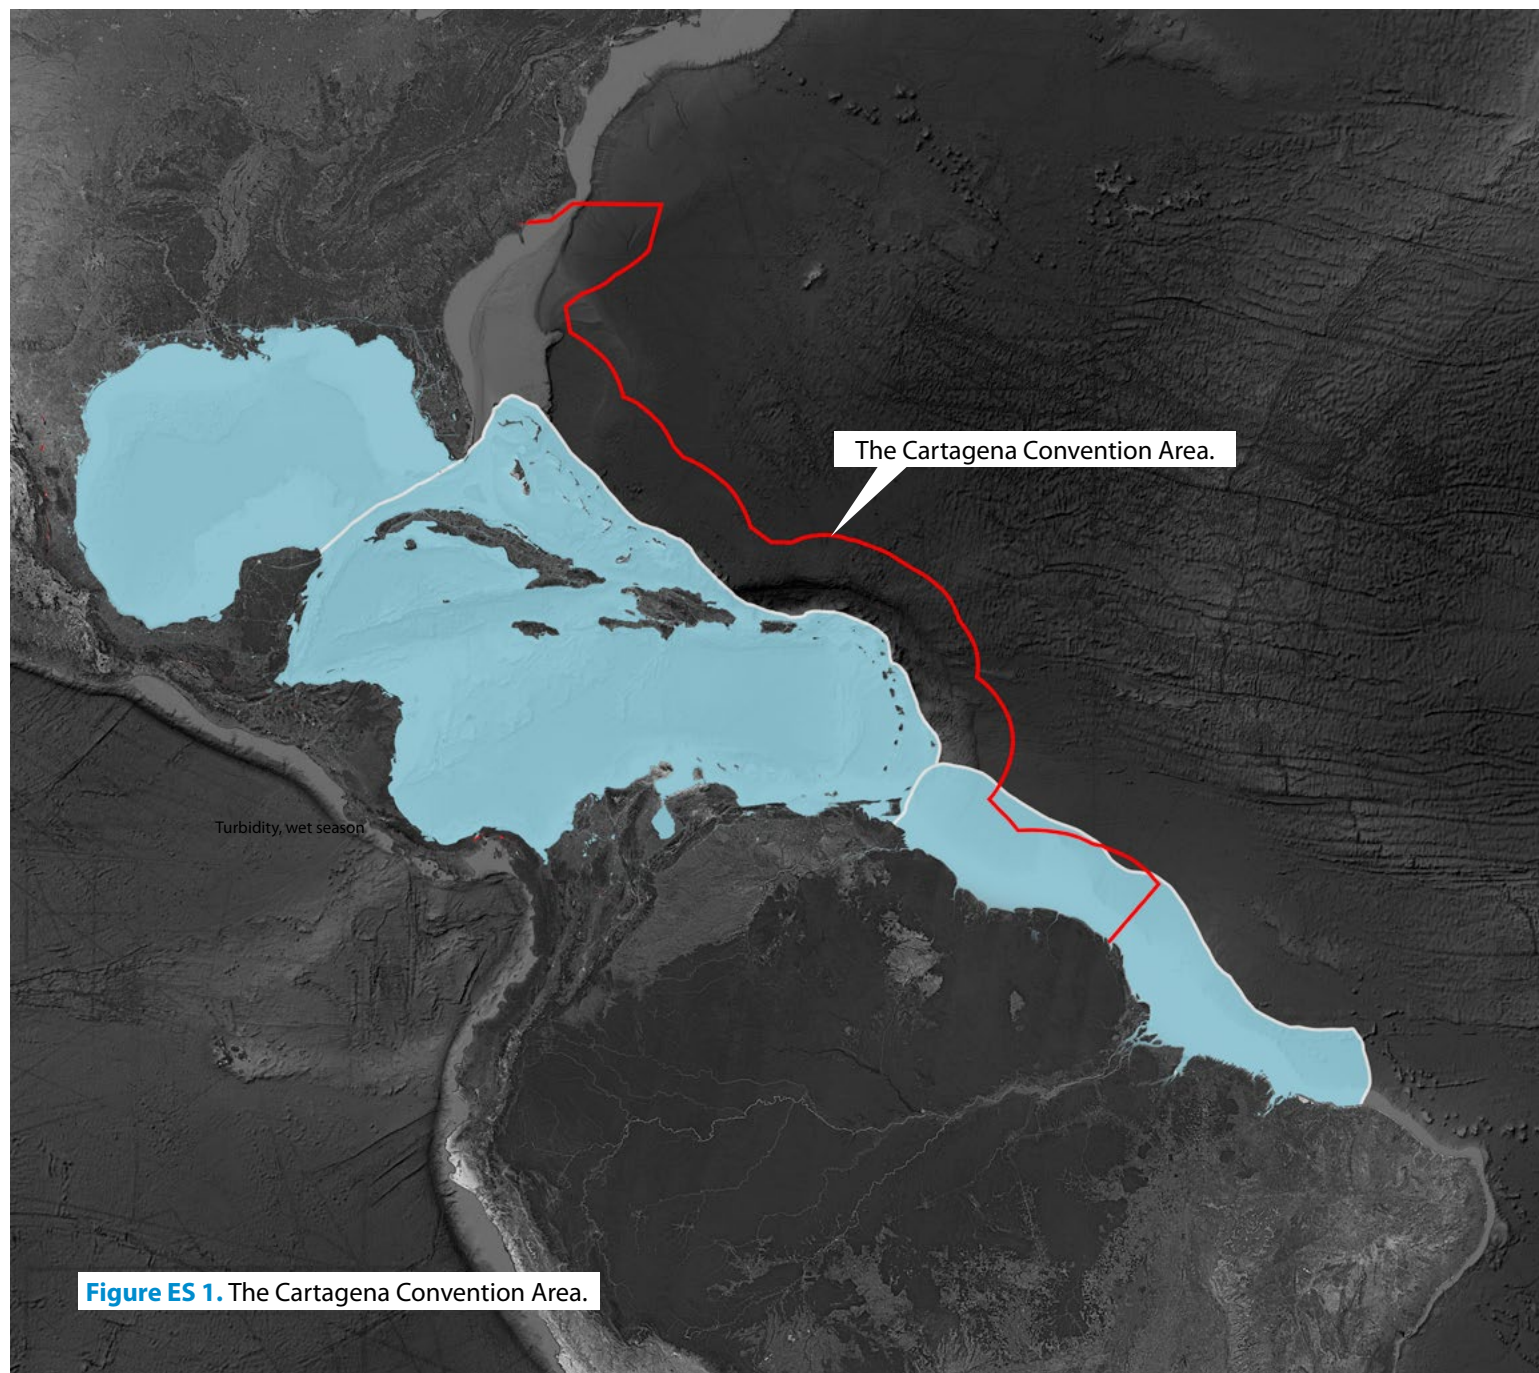 The Cartagena Convention Area.
Turbidity, wet season
Figure ES 1. The Cartagena Convention Area.